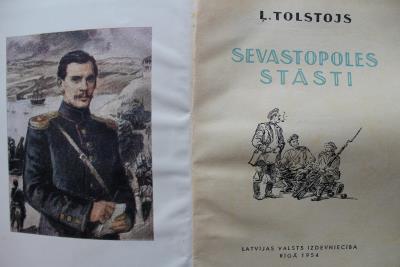 Ļ. TOLSTOJS
SEVASTOPOLES
STĀSTI
LATVIJAS VALSTS IZDEVNIECĪBA
RĪGĀ 1954